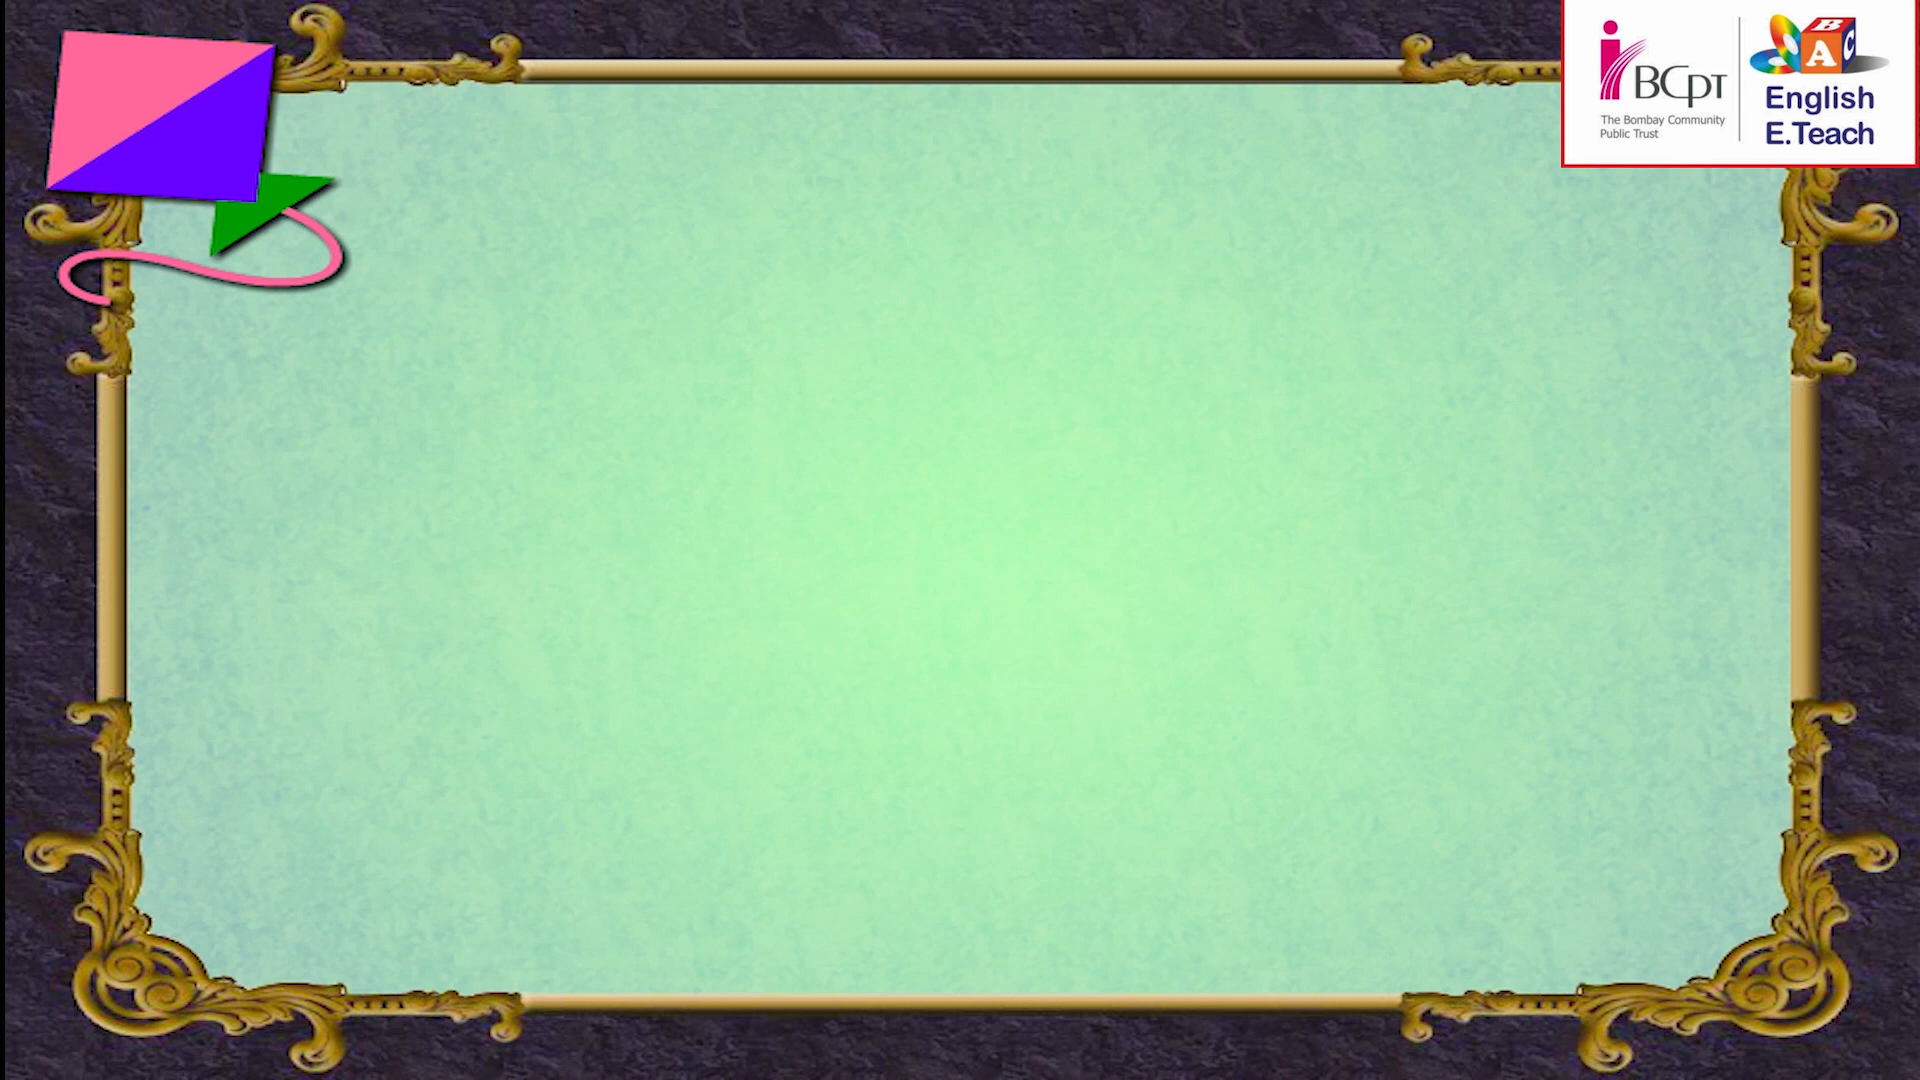 BCPT
The Bombay Community
Public Trust
B
A C
English
E.Teach